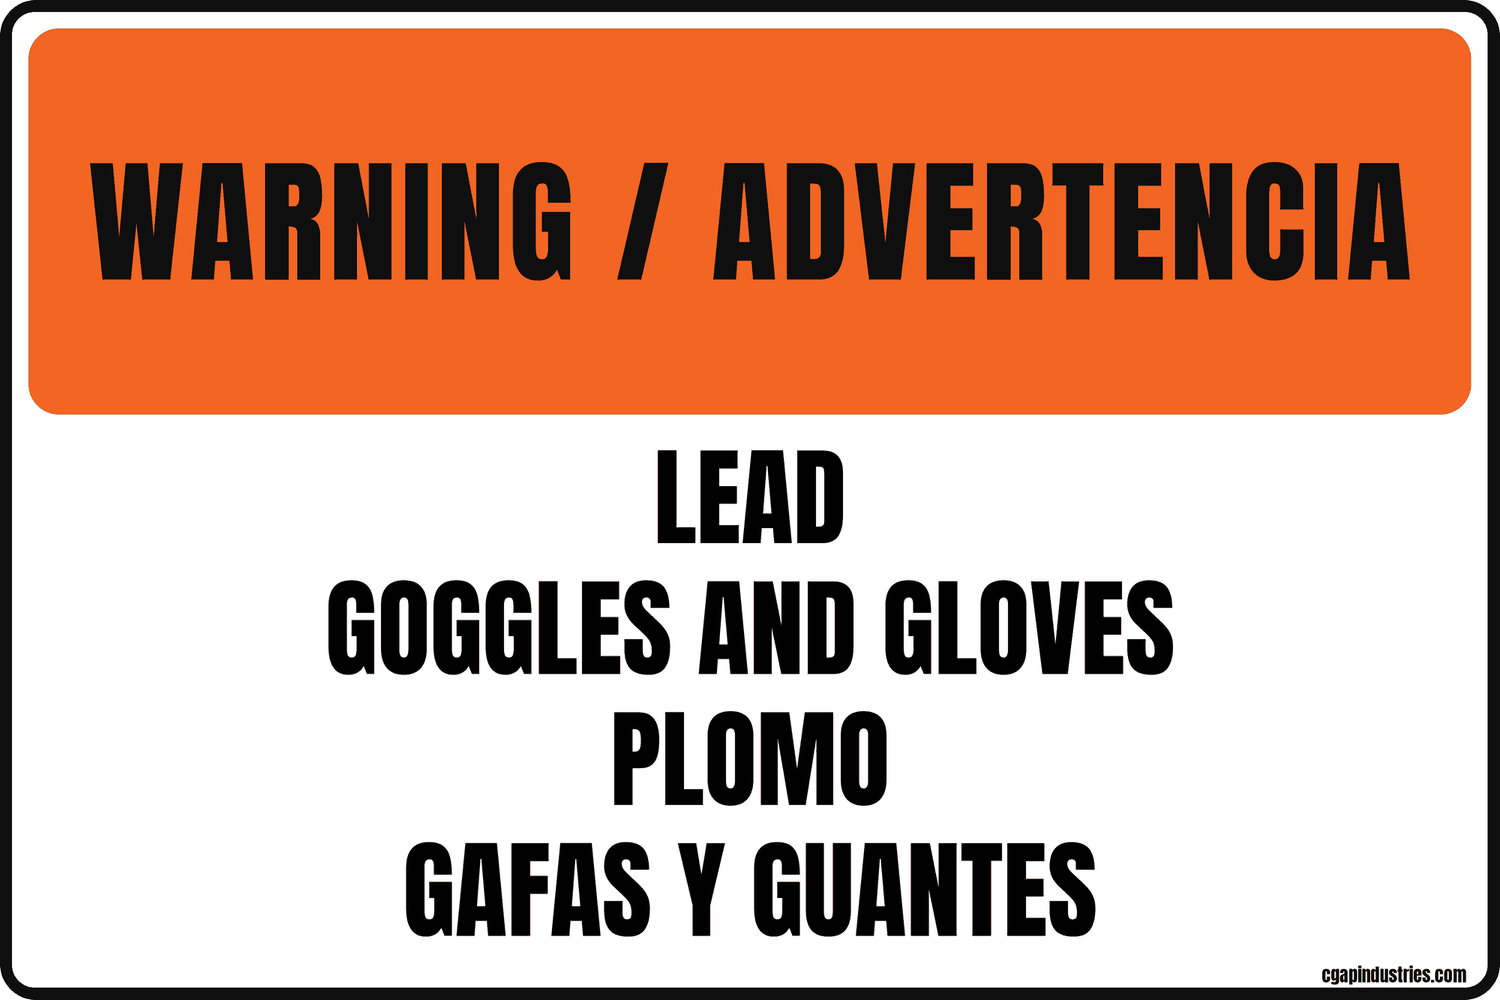 WARNING / ADVERTENCIA
LEAD
GOGGLES AND GLOVES
PLOMO
GAFAS Y GUANTES
cgapindustries.com